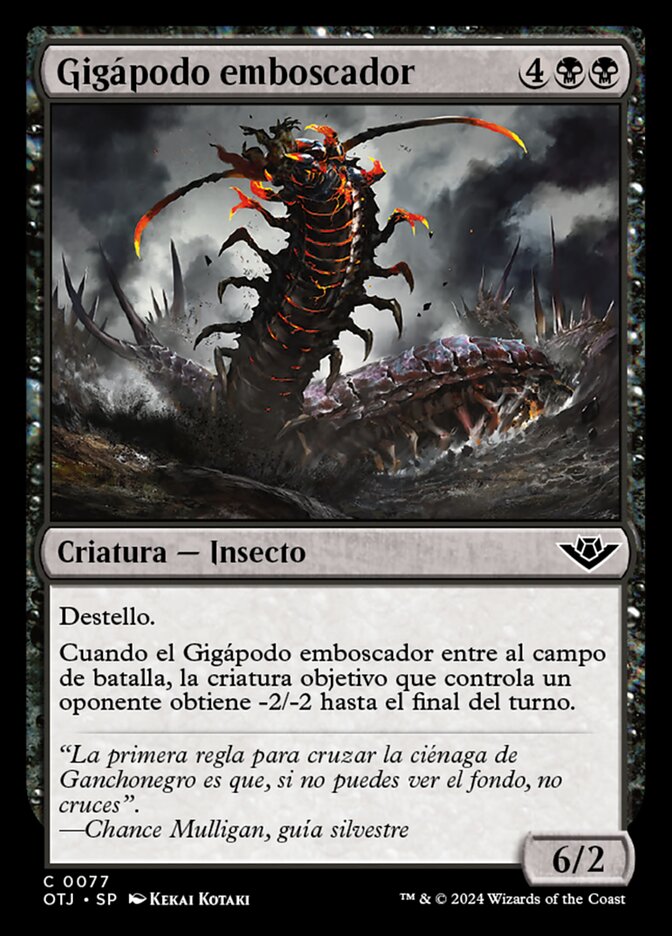 Gigápodo emboscador 4
Criatura — Insecto
Destello.
Cuando el Gigápodo emboscador entre al campo
de batalla, la criatura objetivo que controla un
oponente obtiene -2/-2 hasta el final del turno.
“La primera regla para cruzar la ciénaga de
Ganchonegro es que, si no puedes ver el fondo, no
cruces”.
—Chance Mulligan, guía silvestre
6/2
C 0077
OTJ • SP Kekai Kotaki
™ & © 2024 Wizards of the Coast